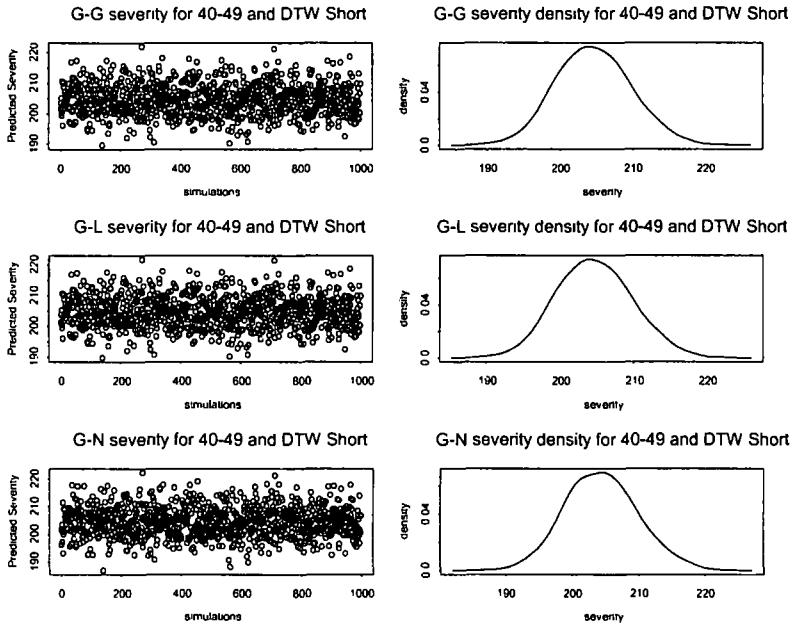 G-G severity for 40-49 and DTW Short
Predicted Severity
190 200 210 220
0 200 400 600 800 1000
simulations
G-G severity density for 40-49 and DTW Short
density
0.0 0.04
190 200 210 220
severity
G-L severity for 40-49 and DTW Short
Predicted Severity
190 200 210 220
0 200 400 600 800 1000
simulations
G-L severity density for 40-49 and DTW Short
density
0.0 0.04
190 200 210 220
severity
G-N severity for 40-49 and DTW Short
Predicted Severity
190 200 210 220
0 200 400 600 800 1000
simulations
G-N severity density for 40-49 and DTW Short
density
0.0 0.04
190 200 210 220
severity